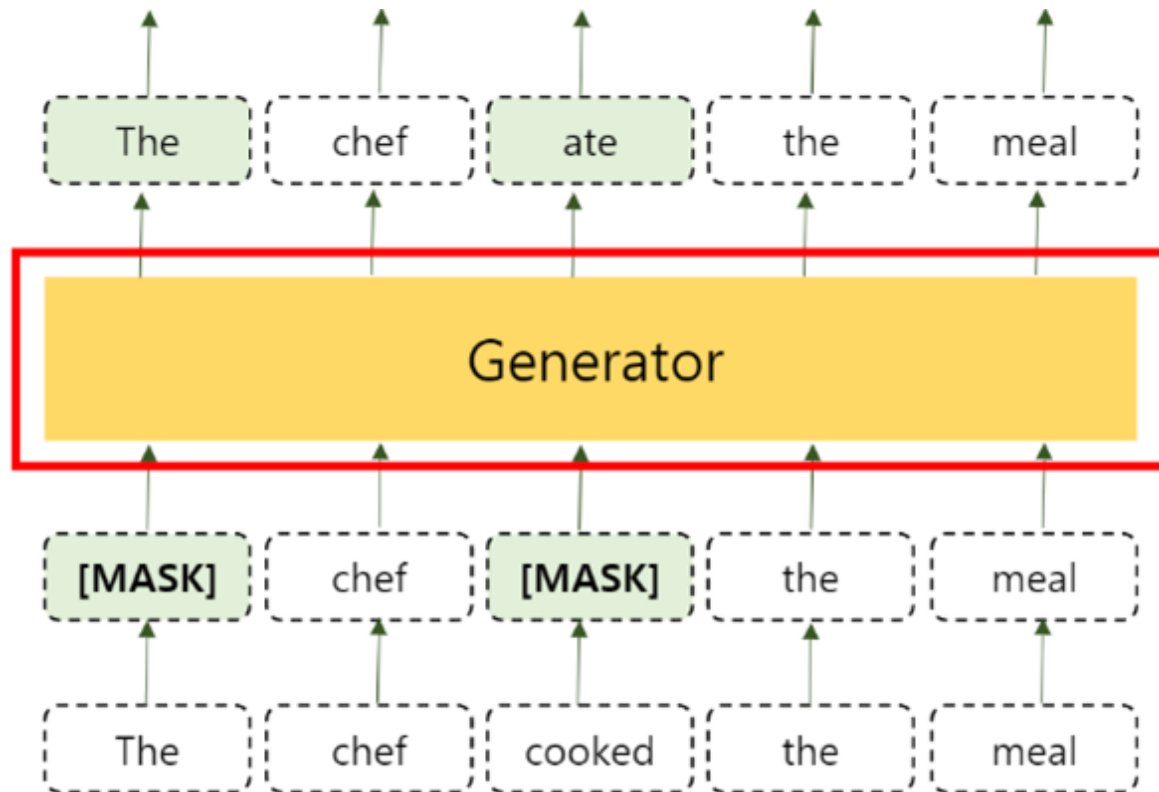 The chef ate the meal
Generator
[MASK] chef [MASK] the meal
The chef cooked the meal